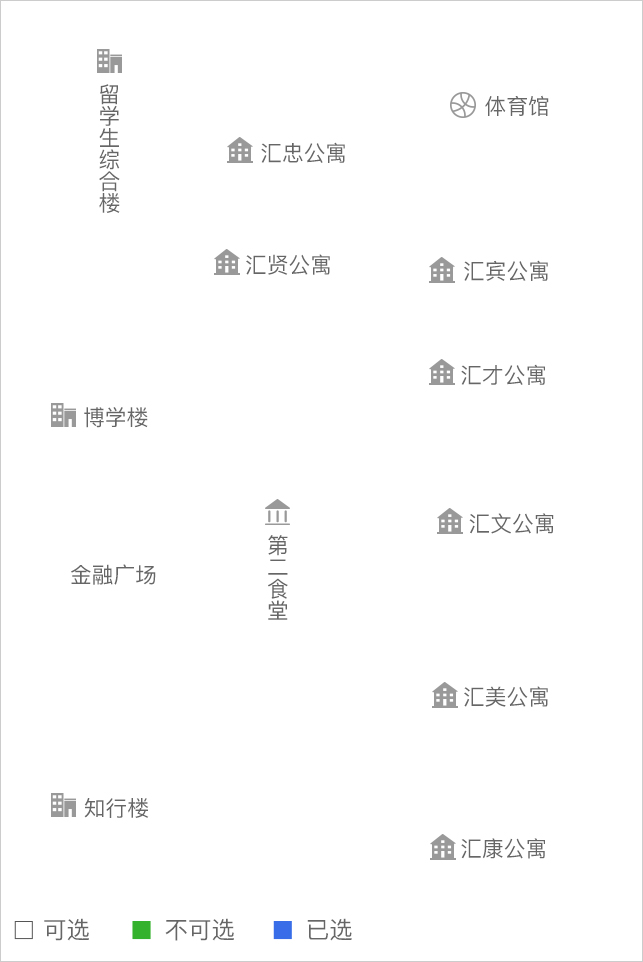 留学生综合楼
体育馆
汇忠公寓
汇贤公寓
汇宾公寓
汇才公寓
博学楼
汇文公寓
第二食堂
金融广场
汇美公寓
知行楼
汇康公寓
可选 不可选 已选